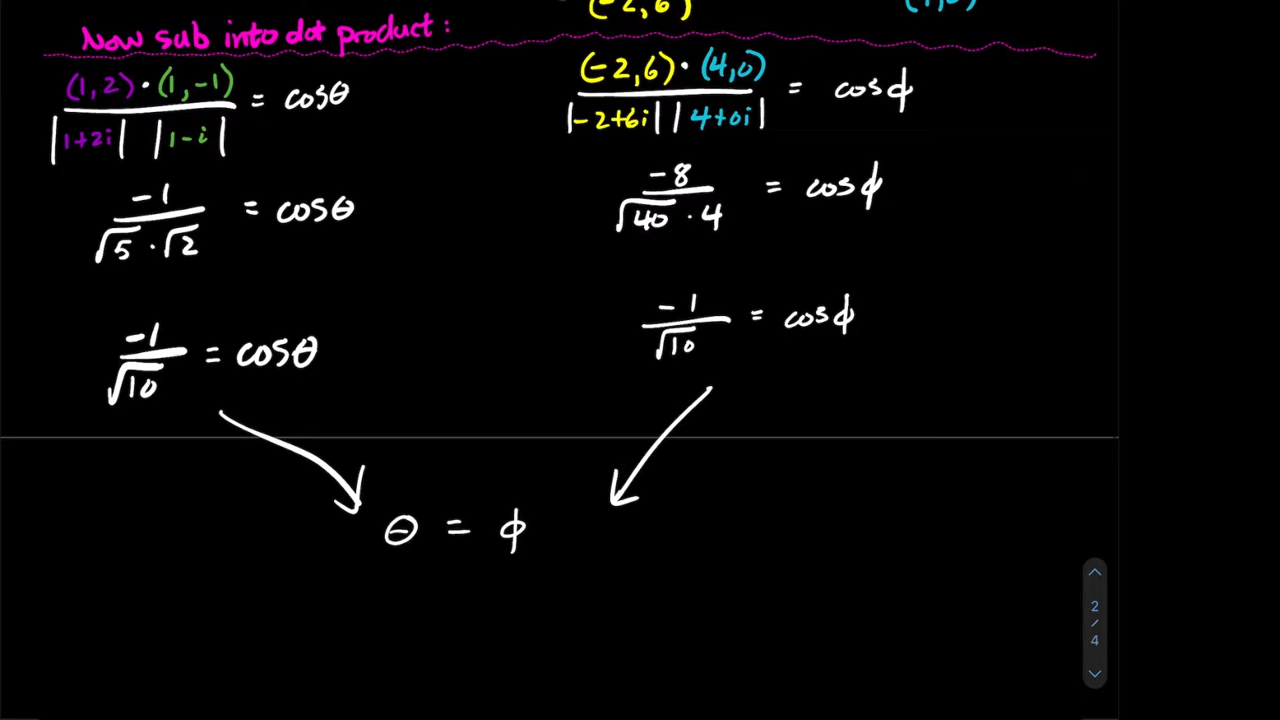 (-2,6)
Now sub into dot product:
(1,2)·(1,-1) / |1+2i| |1-i| = cosθ
(-2,6)·(4,0) / |-2+6i| |4+0i| = cosϕ
-1 / √5·√2 = cosθ
-8 / √40·4 = cosϕ
-1 / √10 = cosθ
-1 / √10 = cosϕ
θ = ϕ
2
/
4